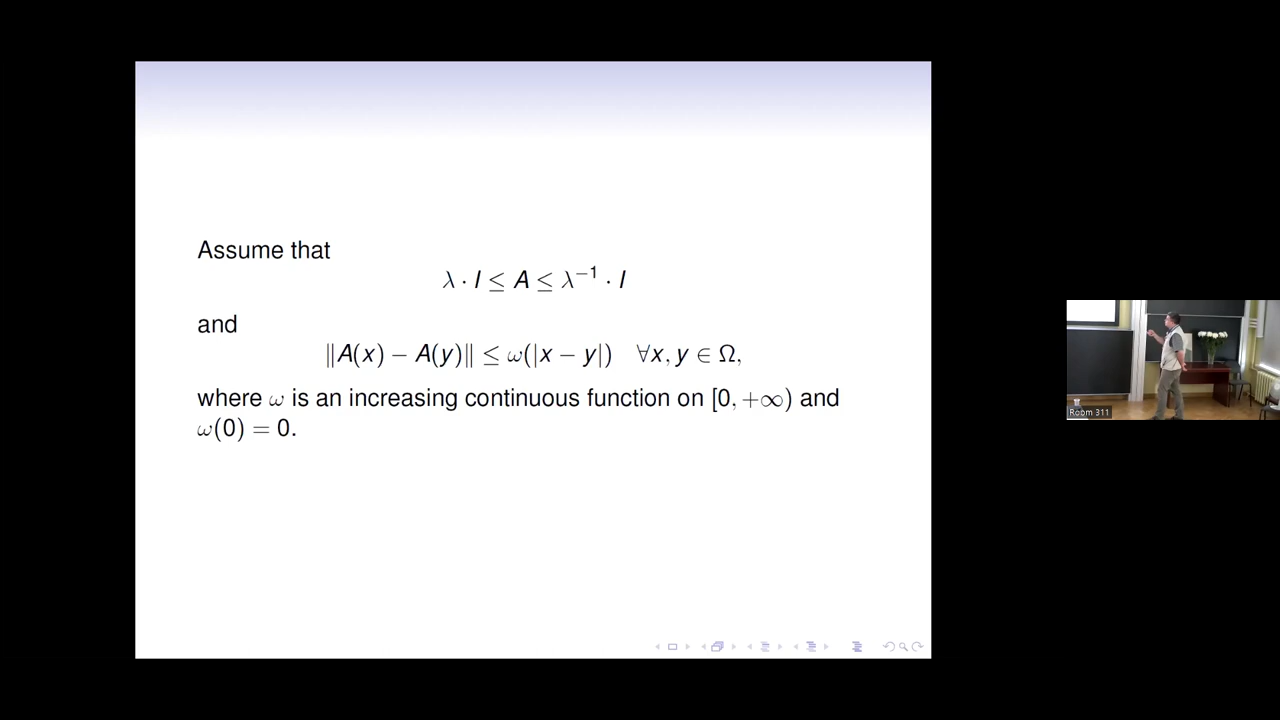 Assume that
λ · I ≤ A ≤ λ⁻¹ · I
and
‖A(x) − A(y)‖ ≤ ω(|x − y|) ∀x, y ∈ Ω,
where ω is an increasing continuous function on [0, +∞) and
ω(0) = 0.
Room 311